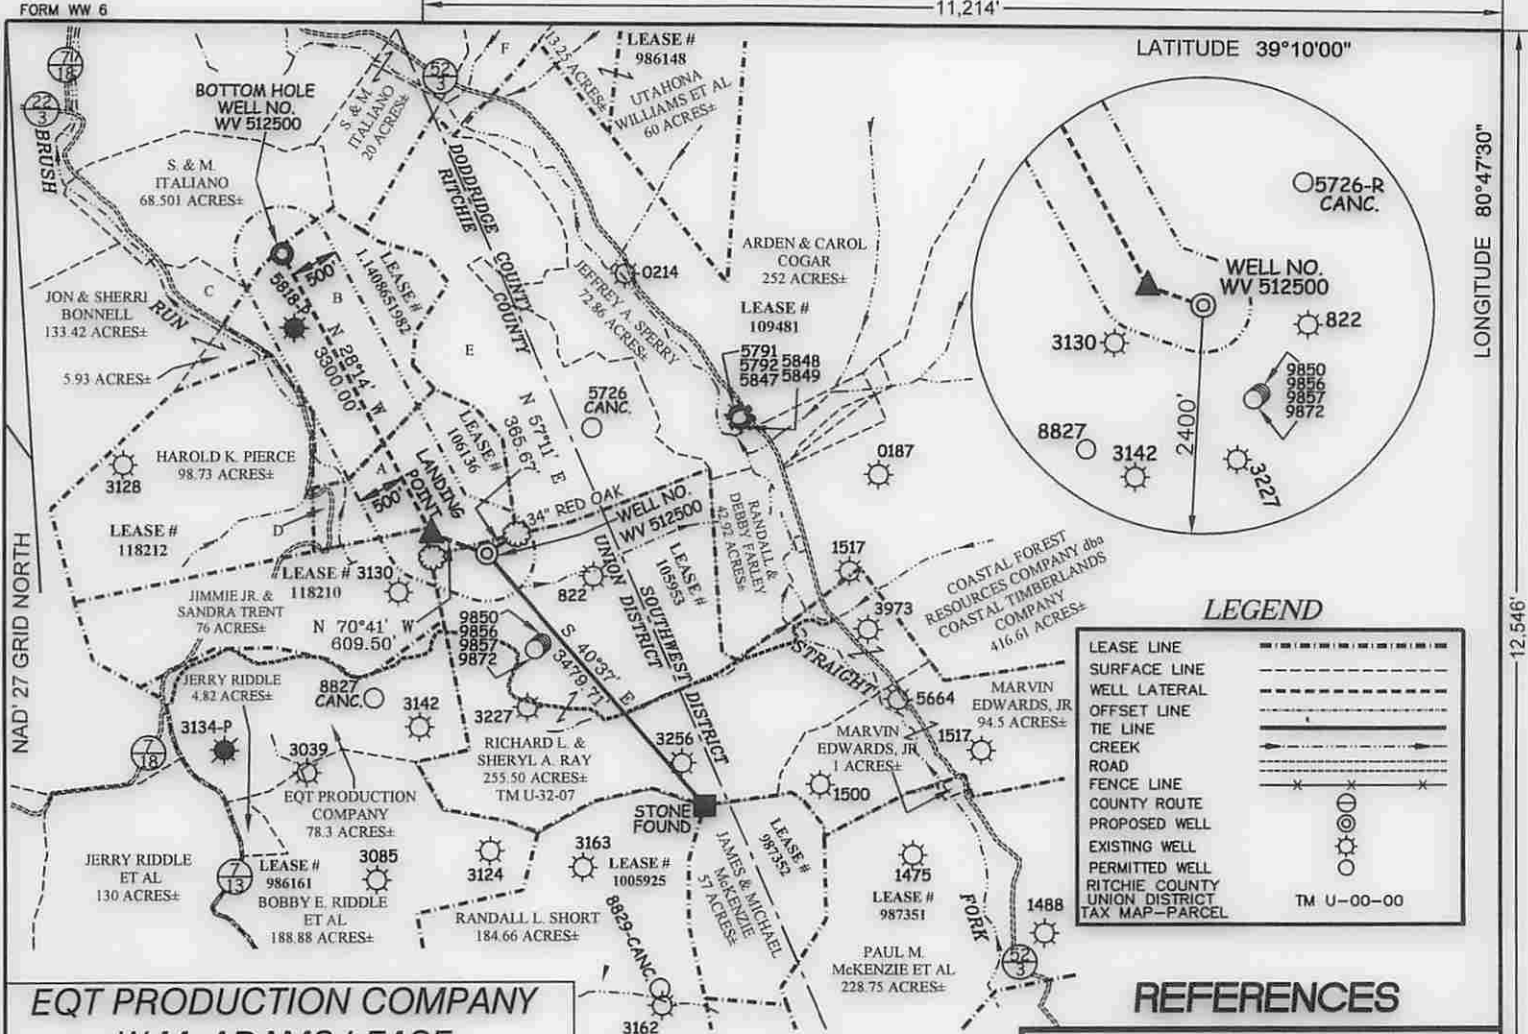 FORM WW 6
11,214'
LATITUDE 39°10'00"
LONGITUDE 80°47'30"
12,546'
NAD' 27 GRID NORTH
7
18
22
3
BRUSH
RUN
BOTTOM HOLE
WELL NO.
WV 512500
S. & M.
ITALIANO
20 ACRES±
52
3
F
13.25 ACRES±
LEASE #
986148
UTAHONA
WILLIAMS ET AL
60 ACRES±
S. & M.
ITALIANO
68.501 ACRES±
DODDRIDGE COUNTY
RITCHIE COUNTY
JON & SHERRI
BONNELL
133.42 ACRES±
5.93 ACRES±
C
B
E
5818-P
500'
LEASE #
1.1408651982
N 28°14' W
3300.00'
JEFFREY A. SPERRY
72.86 ACRES±
0214
ARDEN & CAROL
COGAR
252 ACRES±
LEASE #
109481
5791
5792 5848
5847 5849
5726
CANC.
N 57°11' E
365.67'
LEASE #
106136
HAROLD K. PIERCE
98.73 ACRES±
3128
LEASE #
118212
A
500'
D
LANDING
POINT
34" RED OAK
WELL NO.
WV 512500
0187
RANDALL &
DEBBY FARLEY
42.92 ACRES±
UNION DISTRICT
SOUTHWEST DISTRICT
LEASE #
105953
822
1517
3973
COASTAL FOREST
RESOURCES COMPANY dba
COASTAL TIMBERLANDS
COMPANY
416.61 ACRES±
LEASE # 3130
118210
JIMMIE JR. &
SANDRA TRENT
76 ACRES±
N 70°41' W
609.50'
9850
9856
9857
9872
S 40°37' E
3479.71'
JERRY RIDDLE
4.82 ACRES±
8827
CANC.
3142
3227
STRAIGHT
FORK
5664
MARVIN
EDWARDS, JR
94.5 ACRES±
1517
MARVIN
EDWARDS, JR
1 ACRES±
3134-P
7
18
3039
EQT PRODUCTION
COMPANY
78.3 ACRES±
RICHARD L. &
SHERYL A. RAY
255.50 ACRES±
TM U-32-07
3256
STONE
FOUND
1500
JERRY RIDDLE
ET AL
130 ACRES±
7
13
LEASE #
986161
3085
BOBBY E. RIDDLE
ET AL
188.88 ACRES±
3124
3163
LEASE #
1005925
RANDALL L. SHORT
184.66 ACRES±
8829-CANC.
3162
JAMES & MICHAEL
McKENZIE
57 ACRES±
LEASE #
987352
1475
LEASE #
987351
PAUL M.
McKENZIE ET AL
228.75 ACRES±
1488
52
3
5726-R
CANC.
WELL NO.
WV 512500
3130
822
9850
9856
9857
9872
8827
3142
3227
2400'
LEGEND
LEASE LINE
SURFACE LINE
WELL LATERAL
OFFSET LINE
TIE LINE
CREEK
ROAD
FENCE LINE
COUNTY ROUTE
PROPOSED WELL
EXISTING WELL
PERMITTED WELL
RITCHIE COUNTY
UNION DISTRICT TM U-00-00
TAX MAP-PARCEL
REFERENCES
EQT PRODUCTION COMPANY